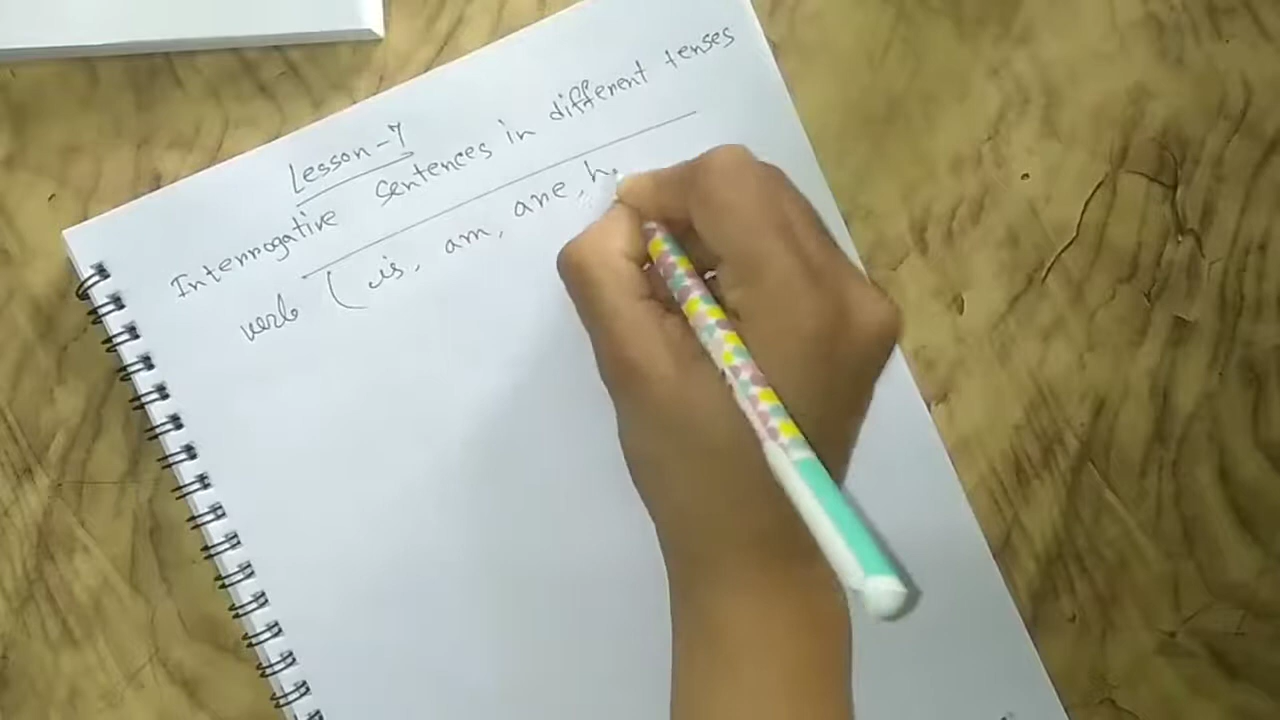 Lesson-7
Interrogative sentences in different tenses
verb ( is, am, are, h